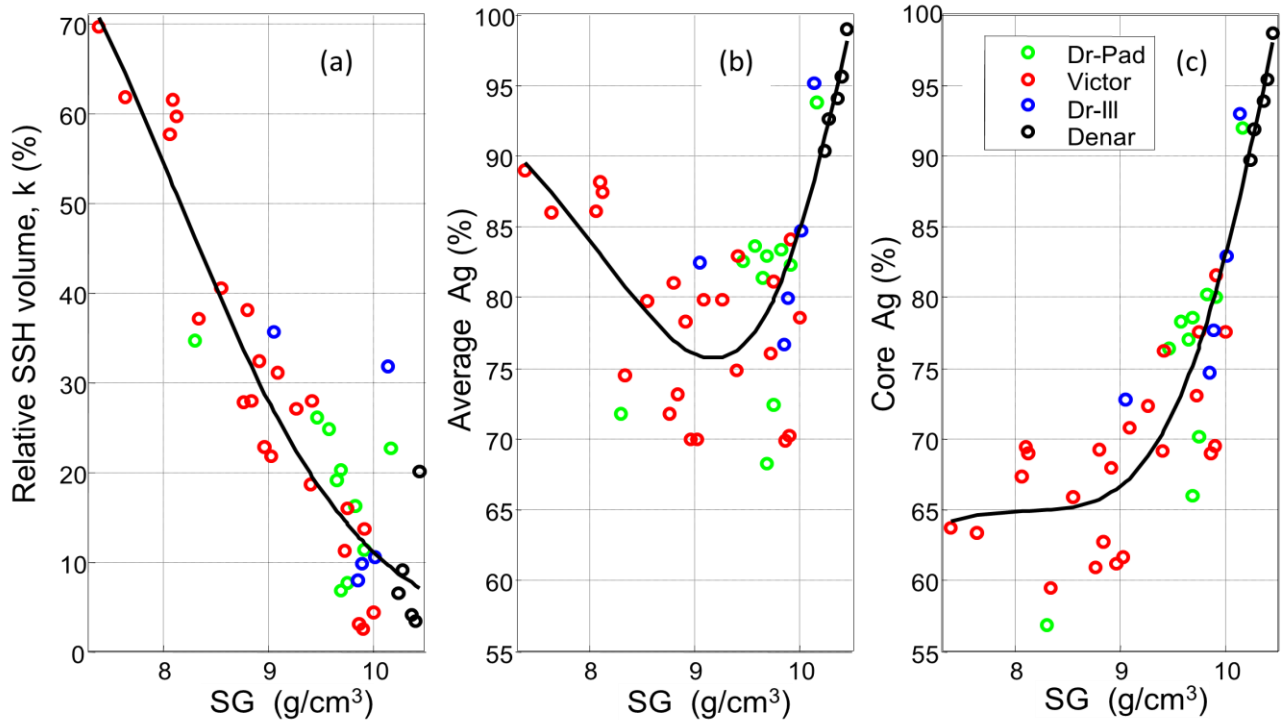 (a)
Relative SSH volume, k (%)
70
60
50
40
30
20
10
0
8
9
10
SG (g/cm³)
(b)
Average Ag (%)
100
95
90
85
80
75
70
65
60
55
8
9
10
SG (g/cm³)
(c)
Core Ag (%)
100
95
90
85
80
75
70
65
60
55
8
9
10
SG (g/cm³)
Dr-Pad
Victor
Dr-Ill
Denar